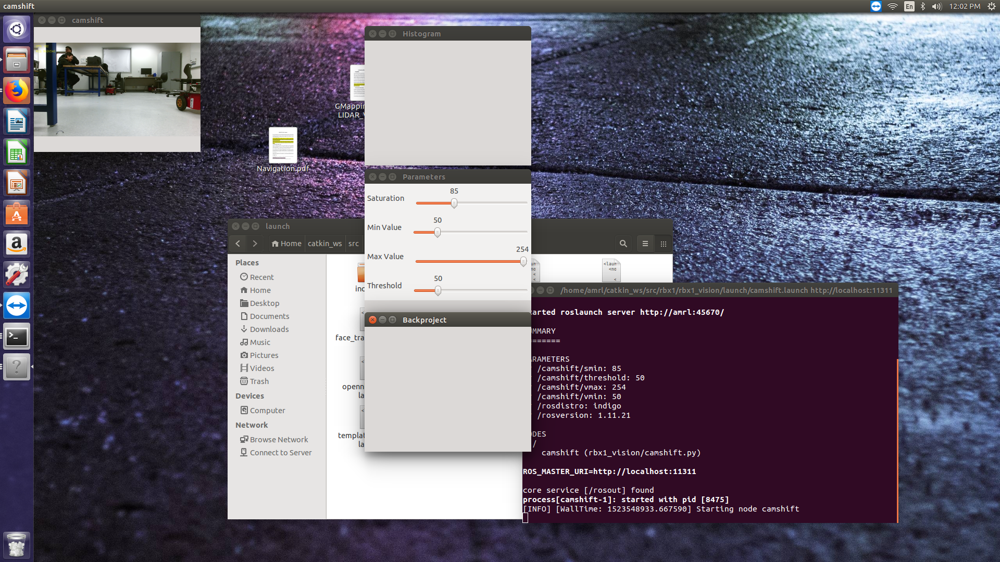 camshift
En
12:02 PM
camshift
Histogram
GMappin
LIDAR_
Navigation.pdf
Parameters
Saturation
85
Min Value
50
Max Value
254
Threshold
50
launch
Home
catkin_ws
src
Places
Recent
Home
Desktop
Documents
Downloads
Music
Pictures
Videos
Trash
Devices
Computer
Network
Browse Network
Connect to Server
inc
face_tra
openn
la
templat
la
<laun
<no
<
Backproject
/home/amrl/catkin_ws/src/rbx1/rbx1_vision/launch/camshift.launch http://localhost:11311
arted roslaunch server http://amrl:45670/
MMARY
=======
ARAMETERS
/camshift/smin: 85
/camshift/threshold: 50
/camshift/vmax: 254
/camshift/vmin: 50
/rosdistro: indigo
/rosversion: 1.11.21
DES
/
camshift (rbx1_vision/camshift.py)
ROS_MASTER_URI=http://localhost:11311
core service [/rosout] found
process[camshift-1]: started with pid [8475]
[INFO] [WallTime: 1523548933.667590] Starting node camshift